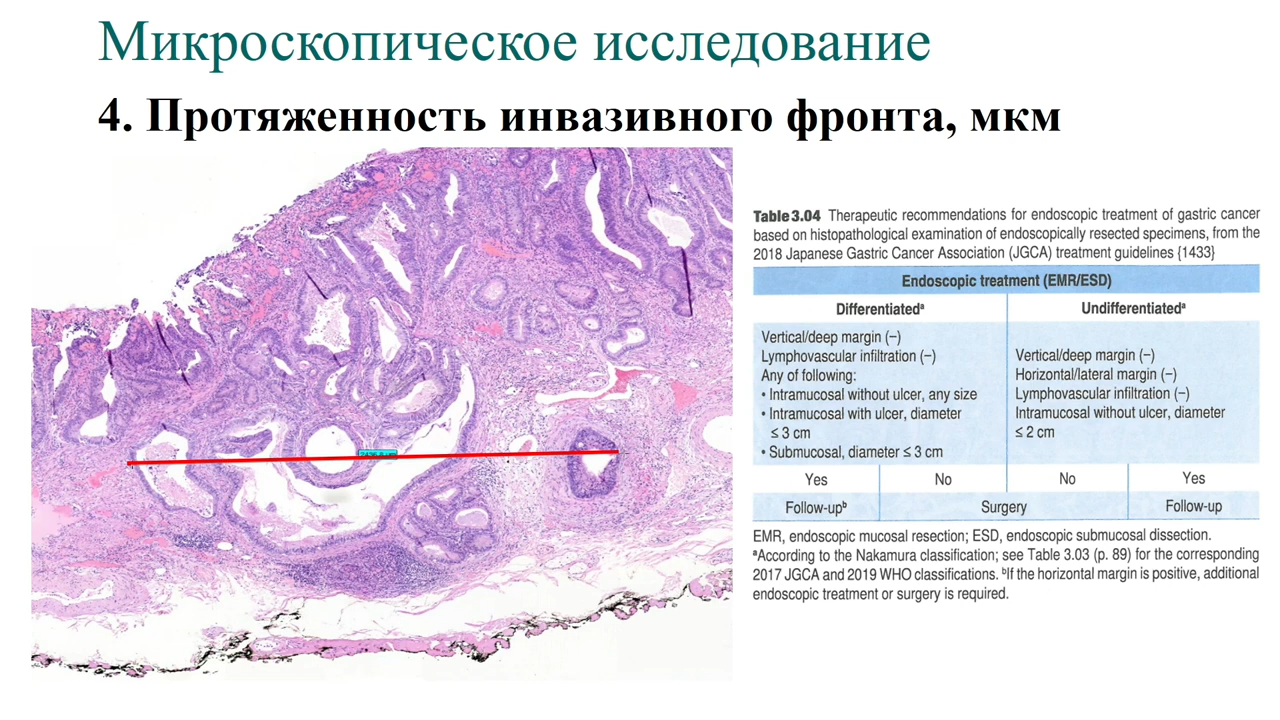 Микроскопическое исследование
4. Протяженность инвазивного фронта, мкм
Table 3.04 Therapeutic recommendations for endoscopic treatment of gastric cancer
based on histopathological examination of endoscopically resected specimens, from the
2018 Japanese Gastric Cancer Association (JGCA) treatment guidelines {1433}
Endoscopic treatment (EMR/ESD)
Differentiatedᵃ
Undifferentiatedᵃ
Vertical/deep margin (–)
Lymphovascular infiltration (–)
Any of following:
• Intramucosal without ulcer, any size
• Intramucosal with ulcer, diameter
≤ 3 cm
• Submucosal, diameter ≤ 3 cm
Vertical/deep margin (–)
Horizontal/lateral margin (–)
Lymphovascular infiltration (–)
Intramucosal without ulcer, diameter
≤ 2 cm
Yes
No
No
Yes
Follow-upᵇ
Surgery
Follow-up
EMR, endoscopic mucosal resection; ESD, endoscopic submucosal dissection.
ᵃAccording to the Nakamura classification; see Table 3.03 (p. 89) for the corresponding
2017 JGCA and 2019 WHO classifications. ᵇIf the horizontal margin is positive, additional
endoscopic treatment or surgery is required.